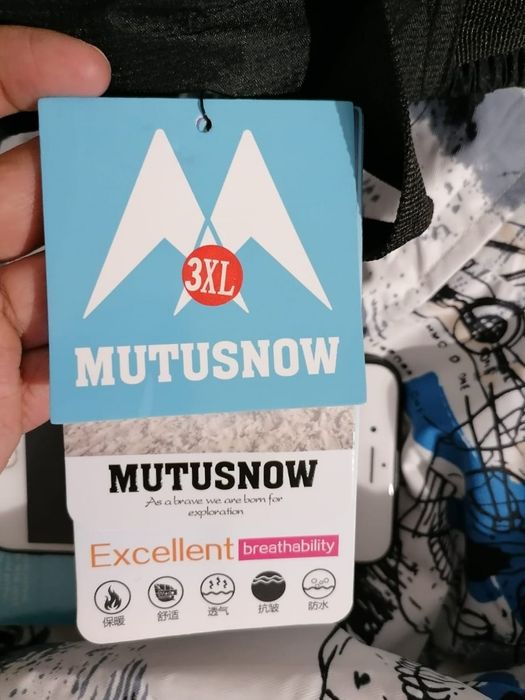 3XL
MUTUSNOW
MUTUSNOW
As a brave we are born for
exploration
Excellent breathability
保暖 舒适 透气 抗皱 防水